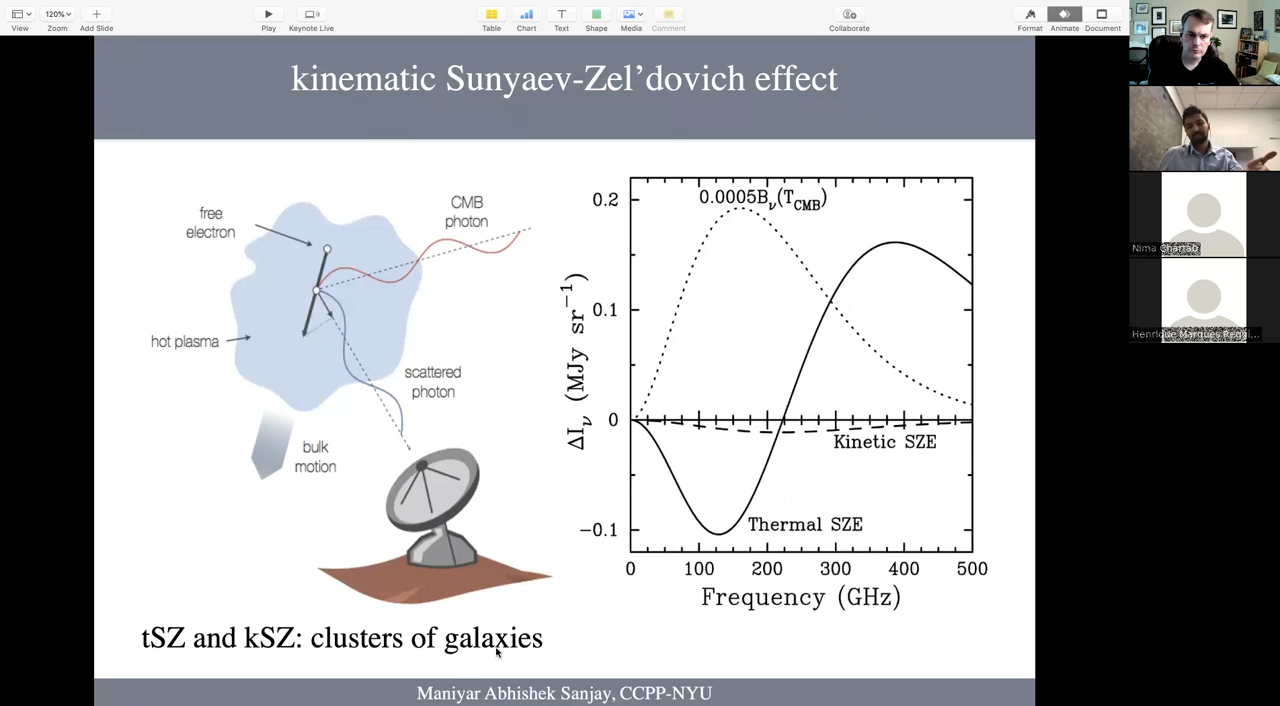 View
120%
Zoom
Add Slide
Play
Keynote Live
Table
Chart
Text
Shape
Media
Comment
Collaborate
Format
Animate
Document
kinematic Sunyaev-Zel'dovich effect
free
electron
CMB
photon
hot plasma
scattered
photon
bulk
motion
0.0005Bν(TCMB)
0.2
0.1
0
−0.1
ΔIν (MJy sr−1)
Kinetic SZE
Thermal SZE
0 100 200 300 400 500
Frequency (GHz)
tSZ and kSZ: clusters of galaxies
Maniyar Abhishek Sanjay, CCPP-NYU
Nima Chartab
Henrique Marques